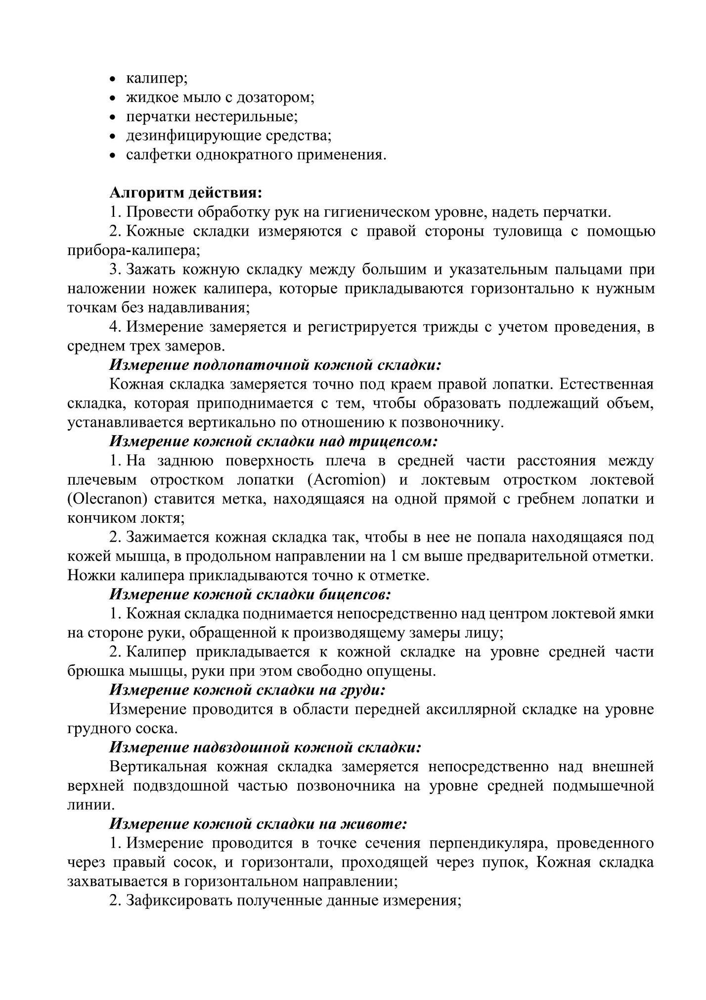 • калипер;
• жидкое мыло с дозатором;
• перчатки нестерильные;
• дезинфицирующие средства;
• салфетки однократного применения.
Алгоритм действия:
1. Провести обработку рук на гигиеническом уровне, надеть перчатки.
2. Кожные складки измеряются с правой стороны туловища с помощью
прибора-калипера;
3. Зажать кожную складку между большим и указательным пальцами при
наложении ножек калипера, которые прикладываются горизонтально к нужным
точкам без надавливания;
4. Измерение замеряется и регистрируется трижды с учетом проведения, в
среднем трех замеров.
Измерение подлопаточной кожной складки:
Кожная складка замеряется точно под краем правой лопатки. Естественная
складка, которая приподнимается с тем, чтобы образовать подлежащий объем,
устанавливается вертикально по отношению к позвоночнику.
Измерение кожной складки над трицепсом:
1. На заднюю поверхность плеча в средней части расстояния между
плечевым отростком лопатки (Acromion) и локтевым отростком локтевой
(Olecranon) ставится метка, находящаяся на одной прямой с гребнем лопатки и
кончиком локтя;
2. Зажимается кожная складка так, чтобы в нее не попала находящаяся под
кожей мышца, в продольном направлении на 1 см выше предварительной отметки.
Ножки калипера прикладываются точно к отметке.
Измерение кожной складки бицепсов:
1. Кожная складка поднимается непосредственно над центром локтевой ямки
на стороне руки, обращенной к производящему замеры лицу;
2. Калипер прикладывается к кожной складке на уровне средней части
брюшка мышцы, руки при этом свободно опущены.
Измерение кожной складки на груди:
Измерение проводится в области передней аксиллярной складке на уровне
грудного соска.
Измерение надвздошной кожной складки:
Вертикальная кожная складка замеряется непосредственно над внешней
верхней подвздошной частью позвоночника на уровне средней подмышечной
линии.
Измерение кожной складки на животе:
1. Измерение проводится в точке сечения перпендикуляра, проведенного
через правый сосок, и горизонтали, проходящей через пупок, Кожная складка
захватывается в горизонтальном направлении;
2. Зафиксировать полученные данные измерения;